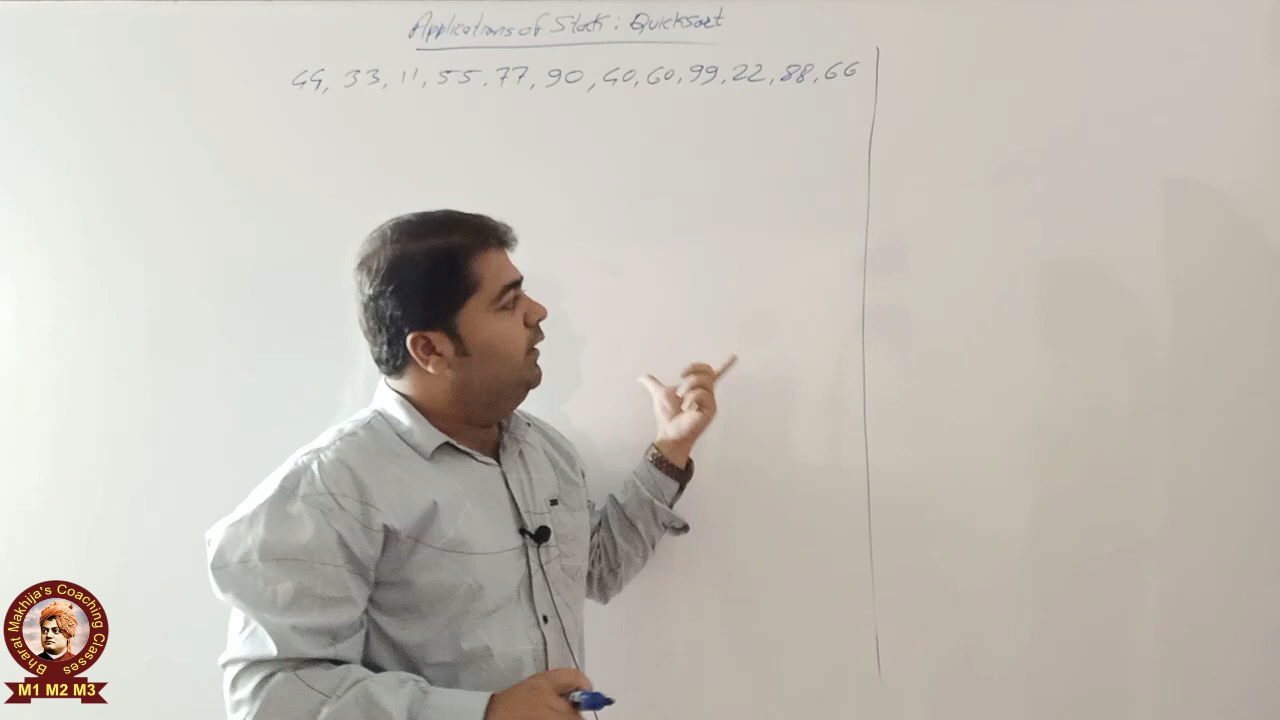 Applications of Stack : Quicksort
44, 33, 11, 55, 77, 90, 40, 60, 99, 22, 88, 66
Bharat Makhija's Coaching Classes
M1 M2 M3